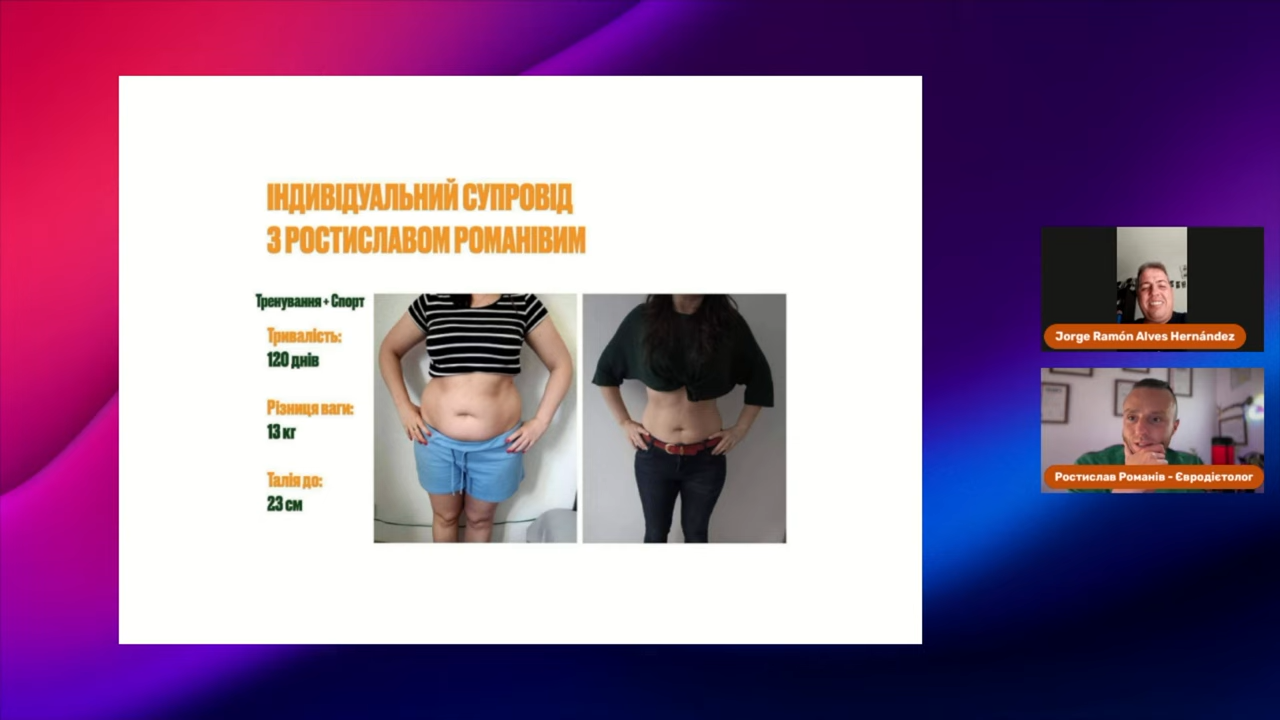 ІНДИВІДУАЛЬНИЙ СУПРОВІД
З РОСТИСЛАВОМ РОМАНІВИМ
Тренування + Спорт
Тривалість:
120 днів
Різниця ваги:
13 кг
Талія до:
23 см
Jorge Ramón Alves Hernández
Ростислав Романів - Євродієтолог